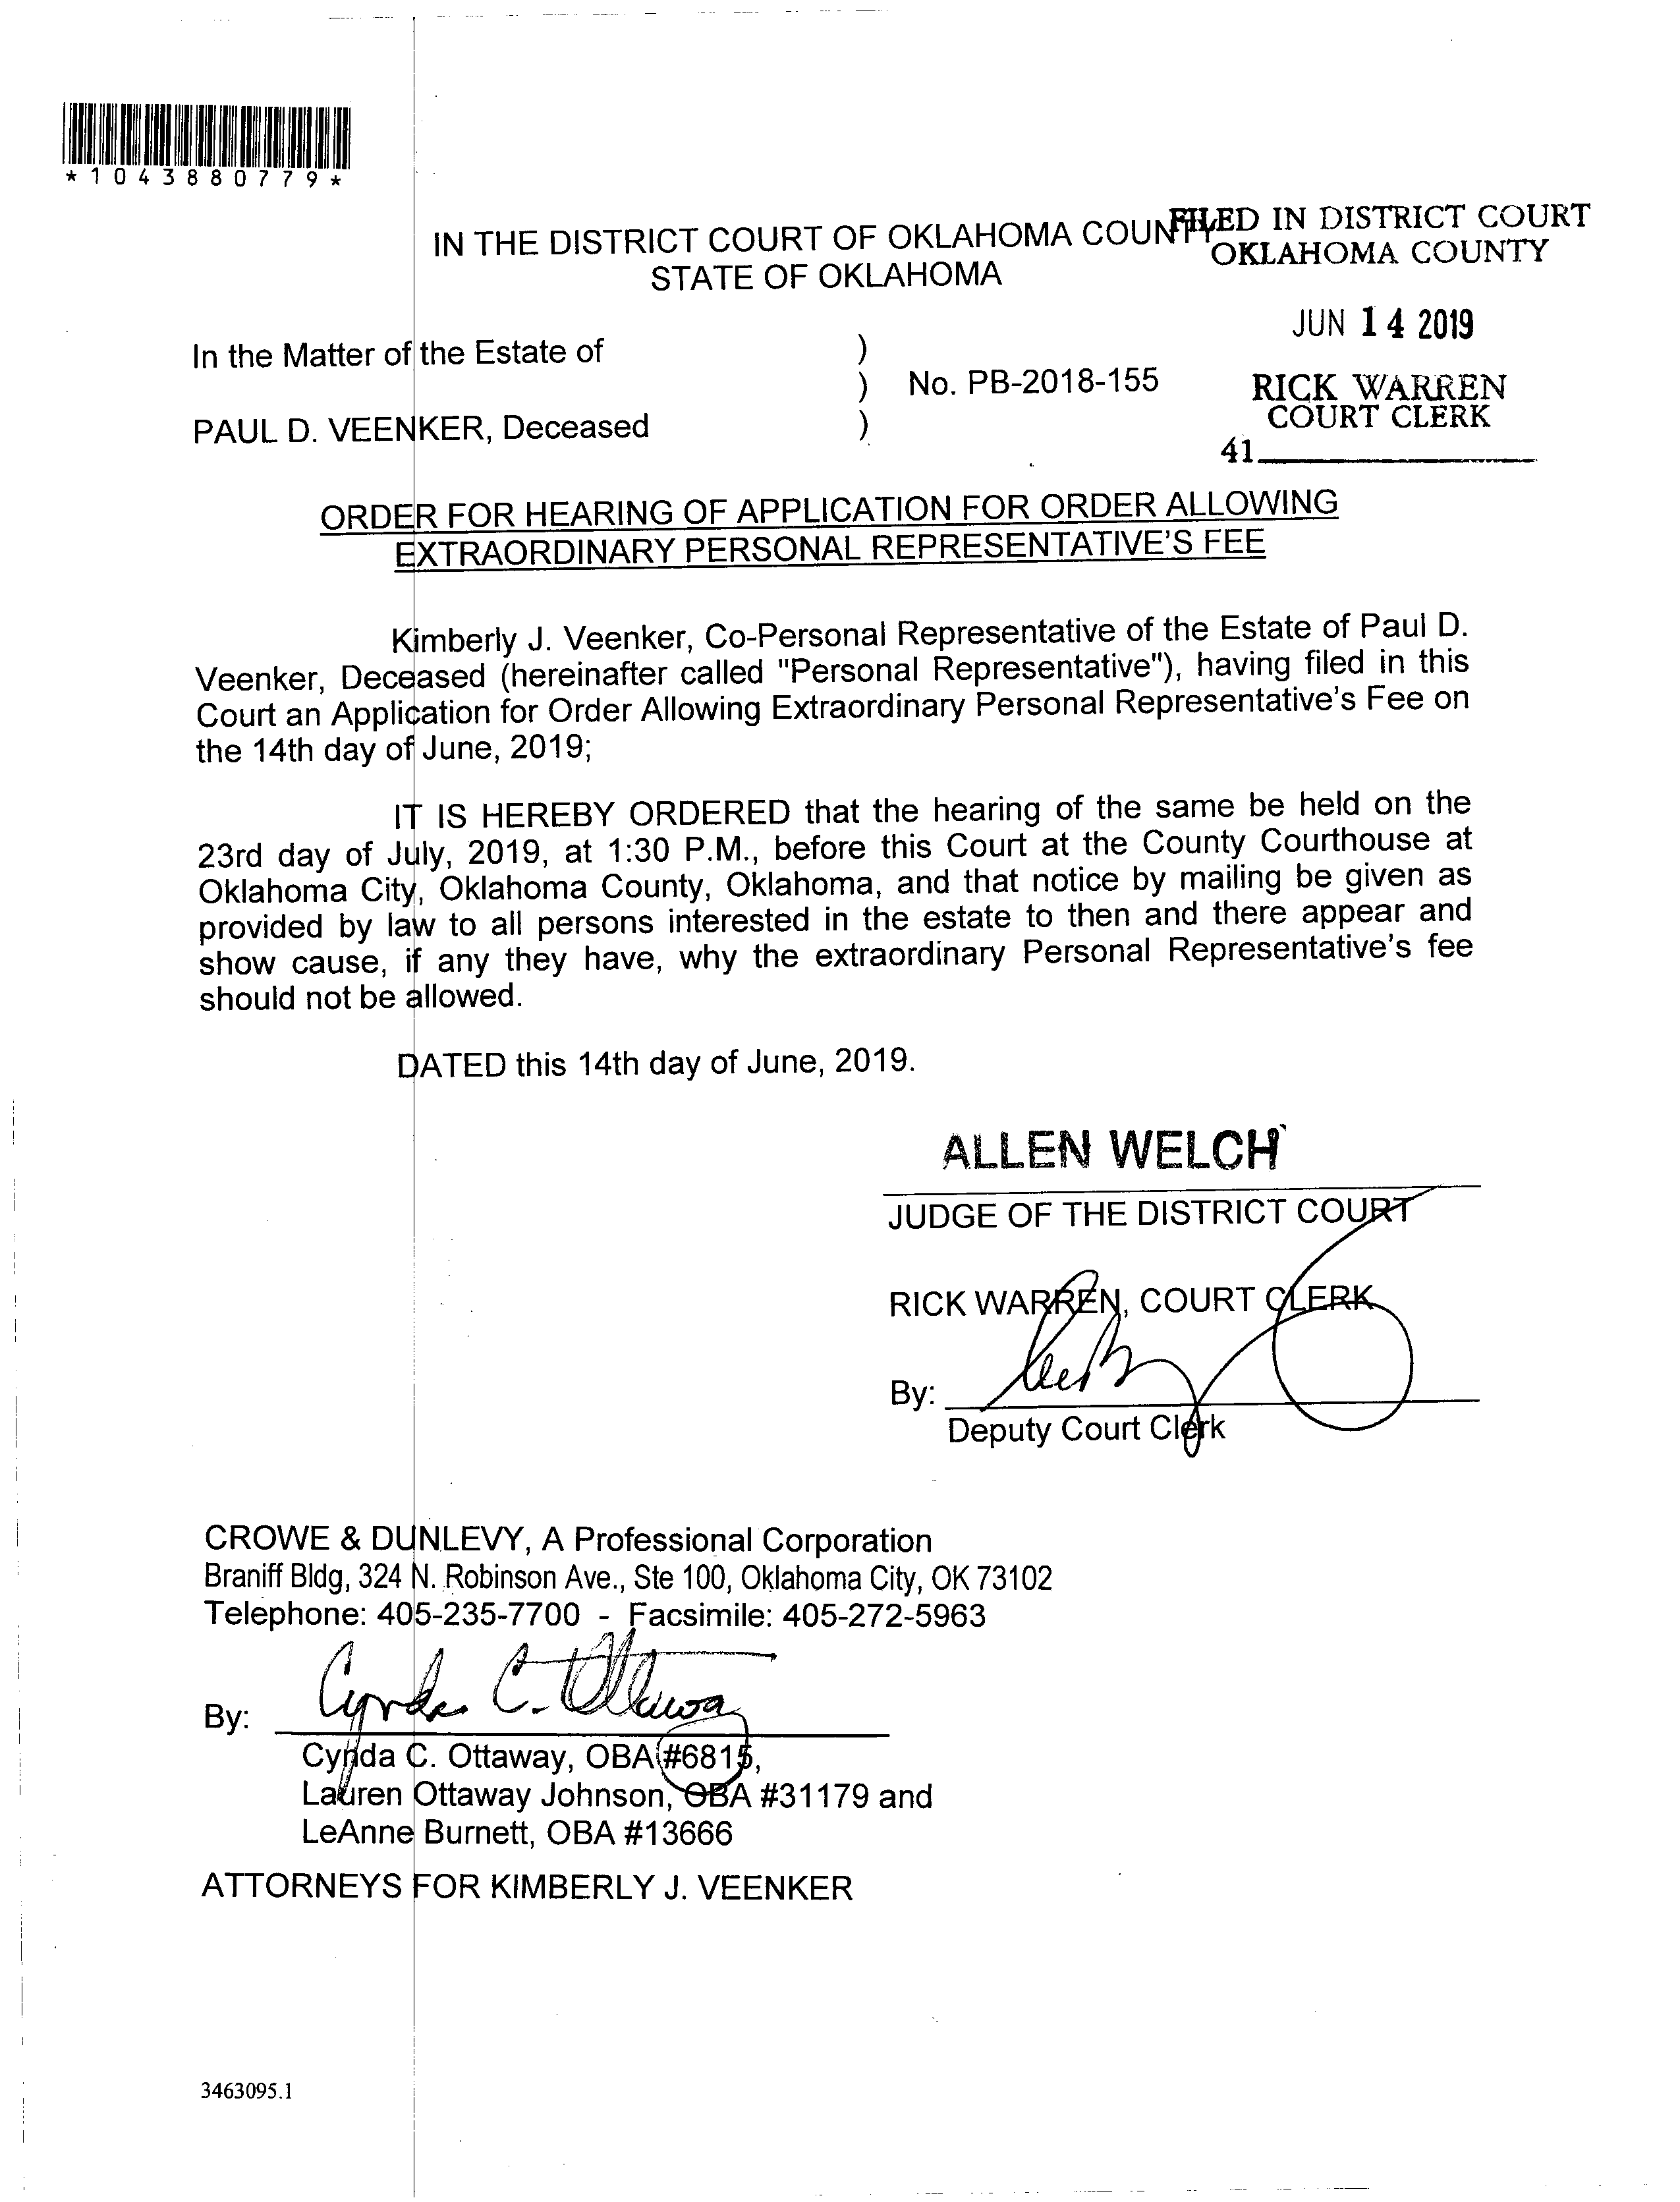 *1043880779*
IN THE DISTRICT COURT OF OKLAHOMA COUNTY
STATE OF OKLAHOMA
FILED IN DISTRICT COURT
OKLAHOMA COUNTY
JUN 14 2019
RICK WARREN
COURT CLERK
41
In the Matter of the Estate of )
) No. PB-2018-155
PAUL D. VEENKER, Deceased )
ORDER FOR HEARING OF APPLICATION FOR ORDER ALLOWING
EXTRAORDINARY PERSONAL REPRESENTATIVE'S FEE
Kimberly J. Veenker, Co-Personal Representative of the Estate of Paul D.
Veenker, Deceased (hereinafter called "Personal Representative"), having filed in this
Court an Application for Order Allowing Extraordinary Personal Representative's Fee on
the 14th day of June, 2019;
IT IS HEREBY ORDERED that the hearing of the same be held on the
23rd day of July, 2019, at 1:30 P.M., before this Court at the County Courthouse at
Oklahoma City, Oklahoma County, Oklahoma, and that notice by mailing be given as
provided by law to all persons interested in the estate to then and there appear and
show cause, if any they have, why the extraordinary Personal Representative's fee
should not be allowed.
DATED this 14th day of June, 2019.
ALLEN WELCH
JUDGE OF THE DISTRICT COURT
RICK WARREN, COURT CLERK
By:
Deputy Court Clerk
CROWE & DUNLEVY, A Professional Corporation
Braniff Bldg, 324 N. Robinson Ave., Ste 100, Oklahoma City, OK 73102
Telephone: 405-235-7700 - Facsimile: 405-272-5963
By: Cynda C. Ottaway
Cynda C. Ottaway, OBA #6815,
Lauren Ottaway Johnson, OBA #31179 and
LeAnne Burnett, OBA #13666
ATTORNEYS FOR KIMBERLY J. VEENKER
3463095.1